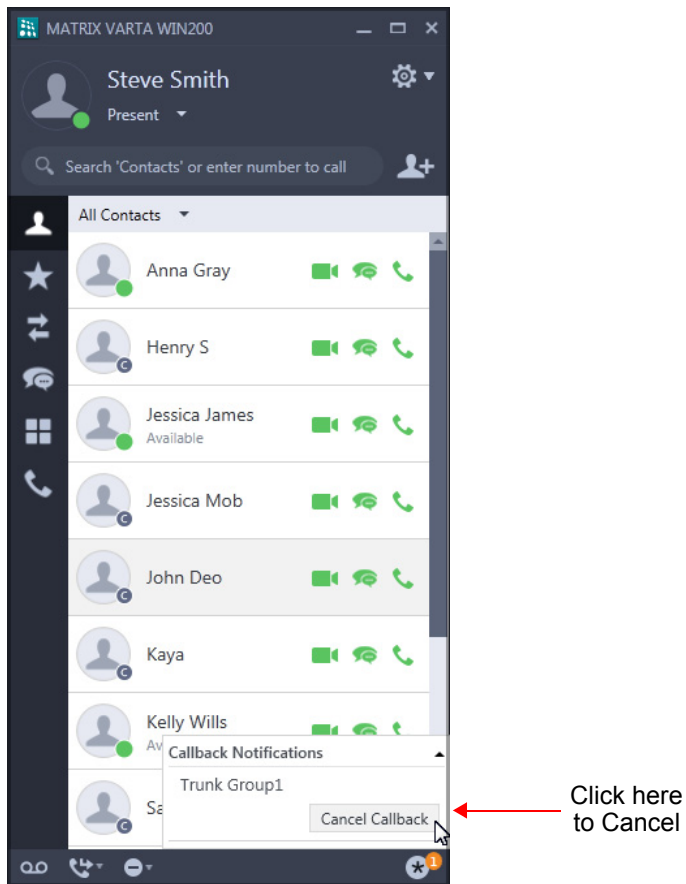 MATRIX VARTA WIN200
Steve Smith
Present
Search 'Contacts' or enter number to call
All Contacts
Anna Gray
C
Henry S
Jessica James
Available
C
Jessica Mob
C
John Deo
C
Kaya
Kelly Wills
Av
Callback Notifications
Trunk Group1
C
Sa
Cancel Callback
Click here
to Cancel
1